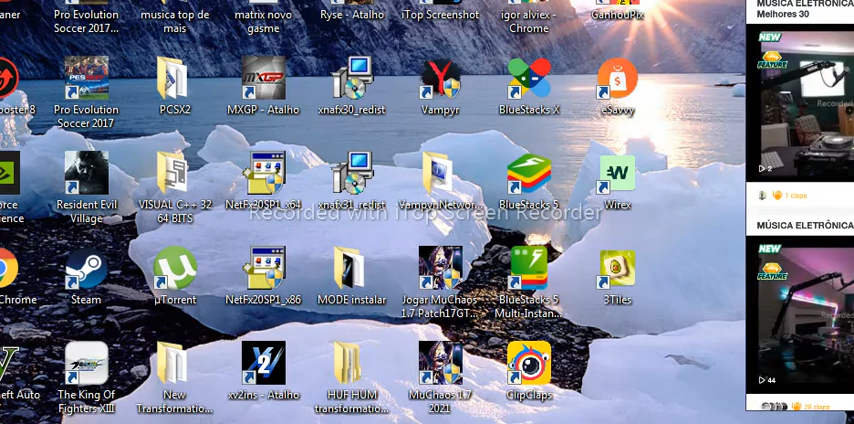 aner
Pro Evolution
Soccer 2017...
musica top de
mais
matrix novo
gasme
Ryse - Atalho
iTop Screenshot
igor alviex -
Chrome
GanhouPix
MÚSICA ELETRÔNICA
Melhores 30
ooster 8
Pro Evolution
Soccer 2017
PCSX2
MXGP - Atalho
xnafx30_redist
Vampyr
BlueStacks X
eSavvy
NEW
FEATURE
Recorded
2
1 claps
orce
ience
Resident Evil
Village
VISUAL C++ 32
64 BITS
NetFx20SP1_x64
xnafx31_redist
VampyrNetwor...
BlueStacks 5
Wirex
Recorded with iTop Screen Recorder
MÚSICA ELETRÔNICA
NEW
FEATURE
Recorded
44
28 claps
Chrome
Steam
µTorrent
NetFx20SP1_x86
MODE instalar
Jogar MuChaos
1.7 Patch17GT...
BlueStacks 5
Multi-Instan...
3Tiles
eft Auto
The King Of
Fighters XIII
New
Transformatio...
xv2ins - Atalho
HUF HUM
transformatio...
MuChaos 1.7
2021
ClipClaps